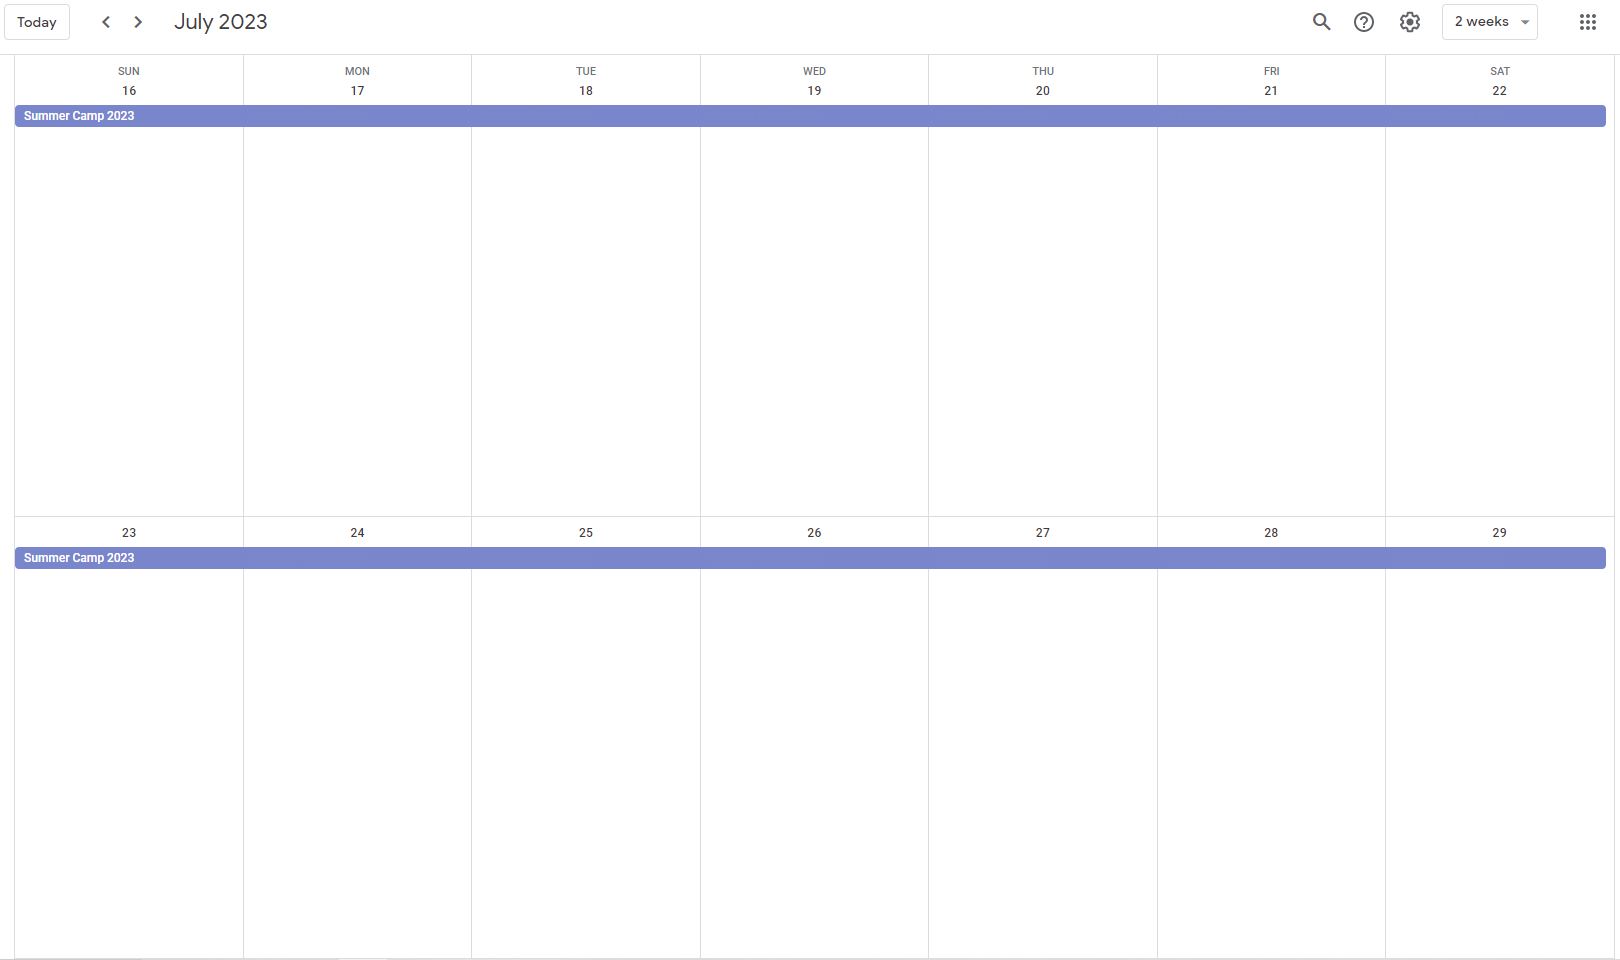 Today July 2023 2 weeks
SUN MON TUE WED THU FRI SAT
16 17 18 19 20 21 22
Summer Camp 2023
23 24 25 26 27 28 29
Summer Camp 2023